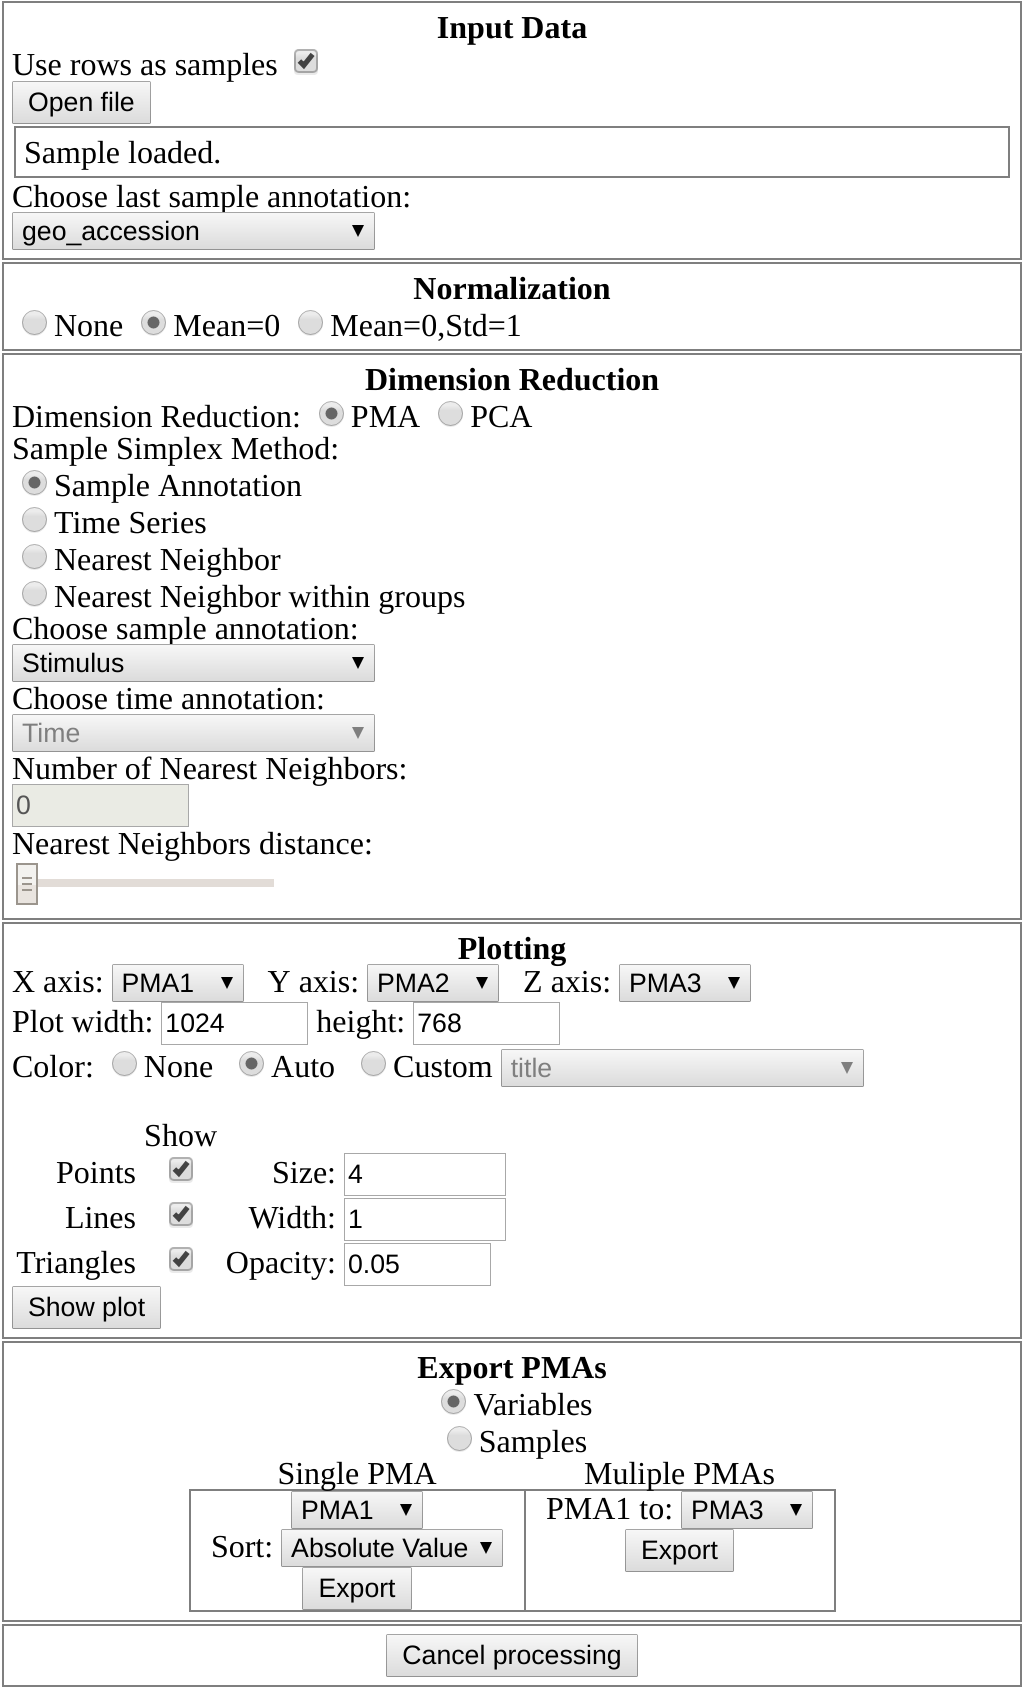 Input Data
Use rows as samples
Open file
Sample loaded.
Choose last sample annotation:
geo_accession
Normalization
None Mean=0 Mean=0,Std=1
Dimension Reduction
Dimension Reduction: PMA PCA
Sample Simplex Method:
Sample Annotation
Time Series
Nearest Neighbor
Nearest Neighbor within groups
Choose sample annotation:
Stimulus
Choose time annotation:
Time
Number of Nearest Neighbors:
0
Nearest Neighbors distance:
Plotting
X axis: PMA1 Y axis: PMA2 Z axis: PMA3
Plot width: 1024 height: 768
Color: None Auto Custom title
Show
Points Size: 4
Lines Width: 1
Triangles Opacity: 0.05
Show plot
Export PMAs
Variables
Samples
Single PMA Muliple PMAs
PMA1 PMA1 to: PMA3
Sort: Absolute Value Export
Export
Cancel processing